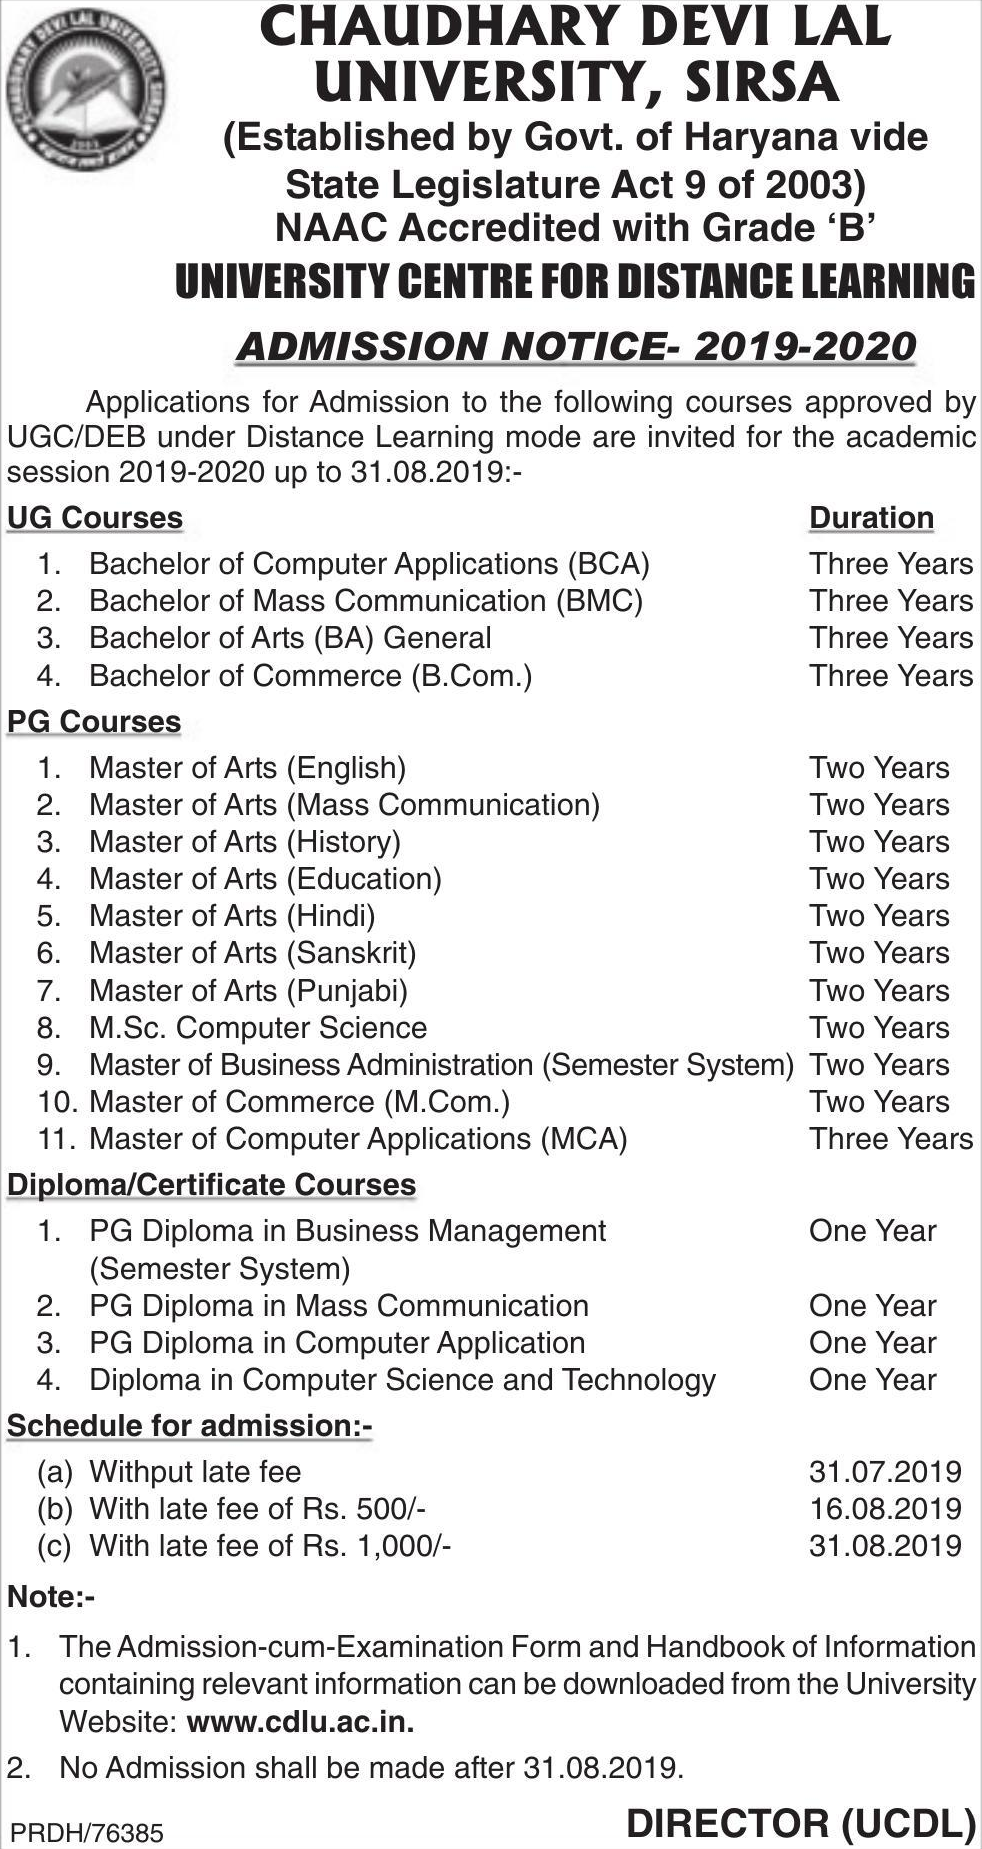 CHAUDHARY DEVI LAL UNIVERSITY, SIRSA
2003
CHAUDHARY DEVI LAL
UNIVERSITY, SIRSA
(Established by Govt. of Haryana vide
State Legislature Act 9 of 2003)
NAAC Accredited with Grade ‘B’
UNIVERSITY CENTRE FOR DISTANCE LEARNING
ADMISSION NOTICE- 2019-2020
Applications for Admission to the following courses approved by
UGC/DEB under Distance Learning mode are invited for the academic
session 2019-2020 up to 31.08.2019:-
UG Courses Duration
1. Bachelor of Computer Applications (BCA) Three Years
2. Bachelor of Mass Communication (BMC) Three Years
3. Bachelor of Arts (BA) General Three Years
4. Bachelor of Commerce (B.Com.) Three Years
PG Courses
1. Master of Arts (English) Two Years
2. Master of Arts (Mass Communication) Two Years
3. Master of Arts (History) Two Years
4. Master of Arts (Education) Two Years
5. Master of Arts (Hindi) Two Years
6. Master of Arts (Sanskrit) Two Years
7. Master of Arts (Punjabi) Two Years
8. M.Sc. Computer Science Two Years
9. Master of Business Administration (Semester System) Two Years
10. Master of Commerce (M.Com.) Two Years
11. Master of Computer Applications (MCA) Three Years
Diploma/Certificate Courses
1. PG Diploma in Business Management One Year
(Semester System)
2. PG Diploma in Mass Communication One Year
3. PG Diploma in Computer Application One Year
4. Diploma in Computer Science and Technology One Year
Schedule for admission:-
(a) Withput late fee 31.07.2019
(b) With late fee of Rs. 500/- 16.08.2019
(c) With late fee of Rs. 1,000/- 31.08.2019
Note:-
1. The Admission-cum-Examination Form and Handbook of Information
containing relevant information can be downloaded from the University
Website: www.cdlu.ac.in.
2. No Admission shall be made after 31.08.2019.
PRDH/76385 DIRECTOR (UCDL)